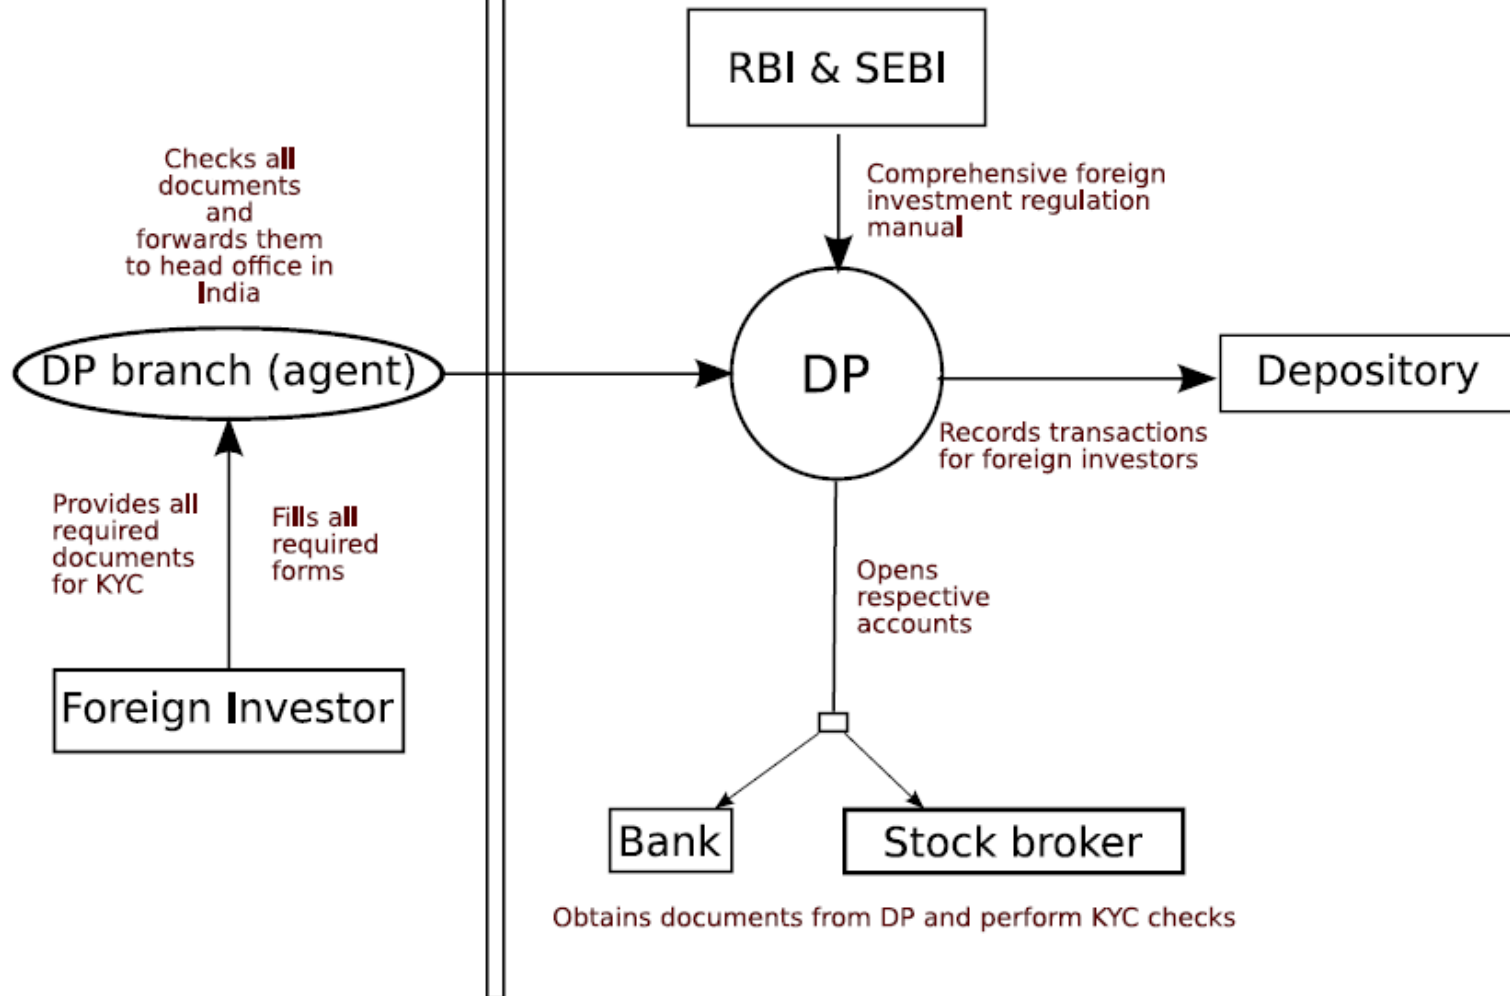 RBI & SEBI
Checks all
documents
and
forwards them
to head office in
India
Comprehensive foreign
investment regulation
manual
DP branch (agent)
DP
Depository
Records transactions
for foreign investors
Provides all
required
documents
for KYC
Fills all
required
forms
Opens
respective
accounts
Foreign Investor
Bank
Stock broker
Obtains documents from DP and perform KYC checks